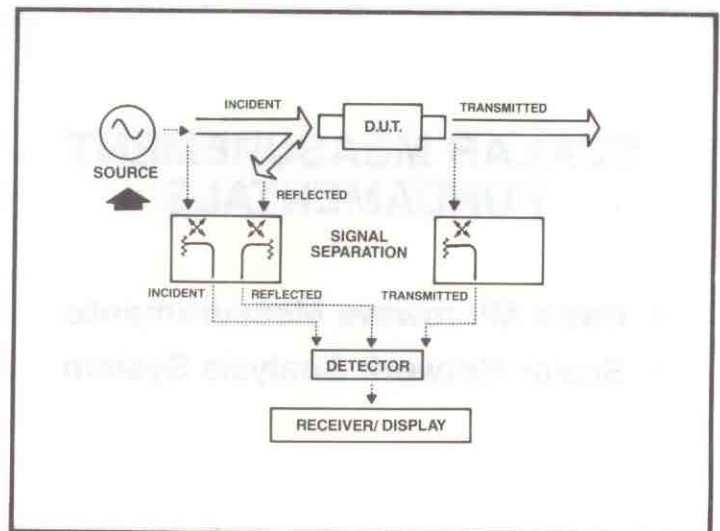 INCIDENT
TRANSMITTED
D.U.T.
SOURCE
REFLECTED
SIGNAL
SEPARATION
INCIDENT
REFLECTED
TRANSMITTED
DETECTOR
RECEIVER/ DISPLAY